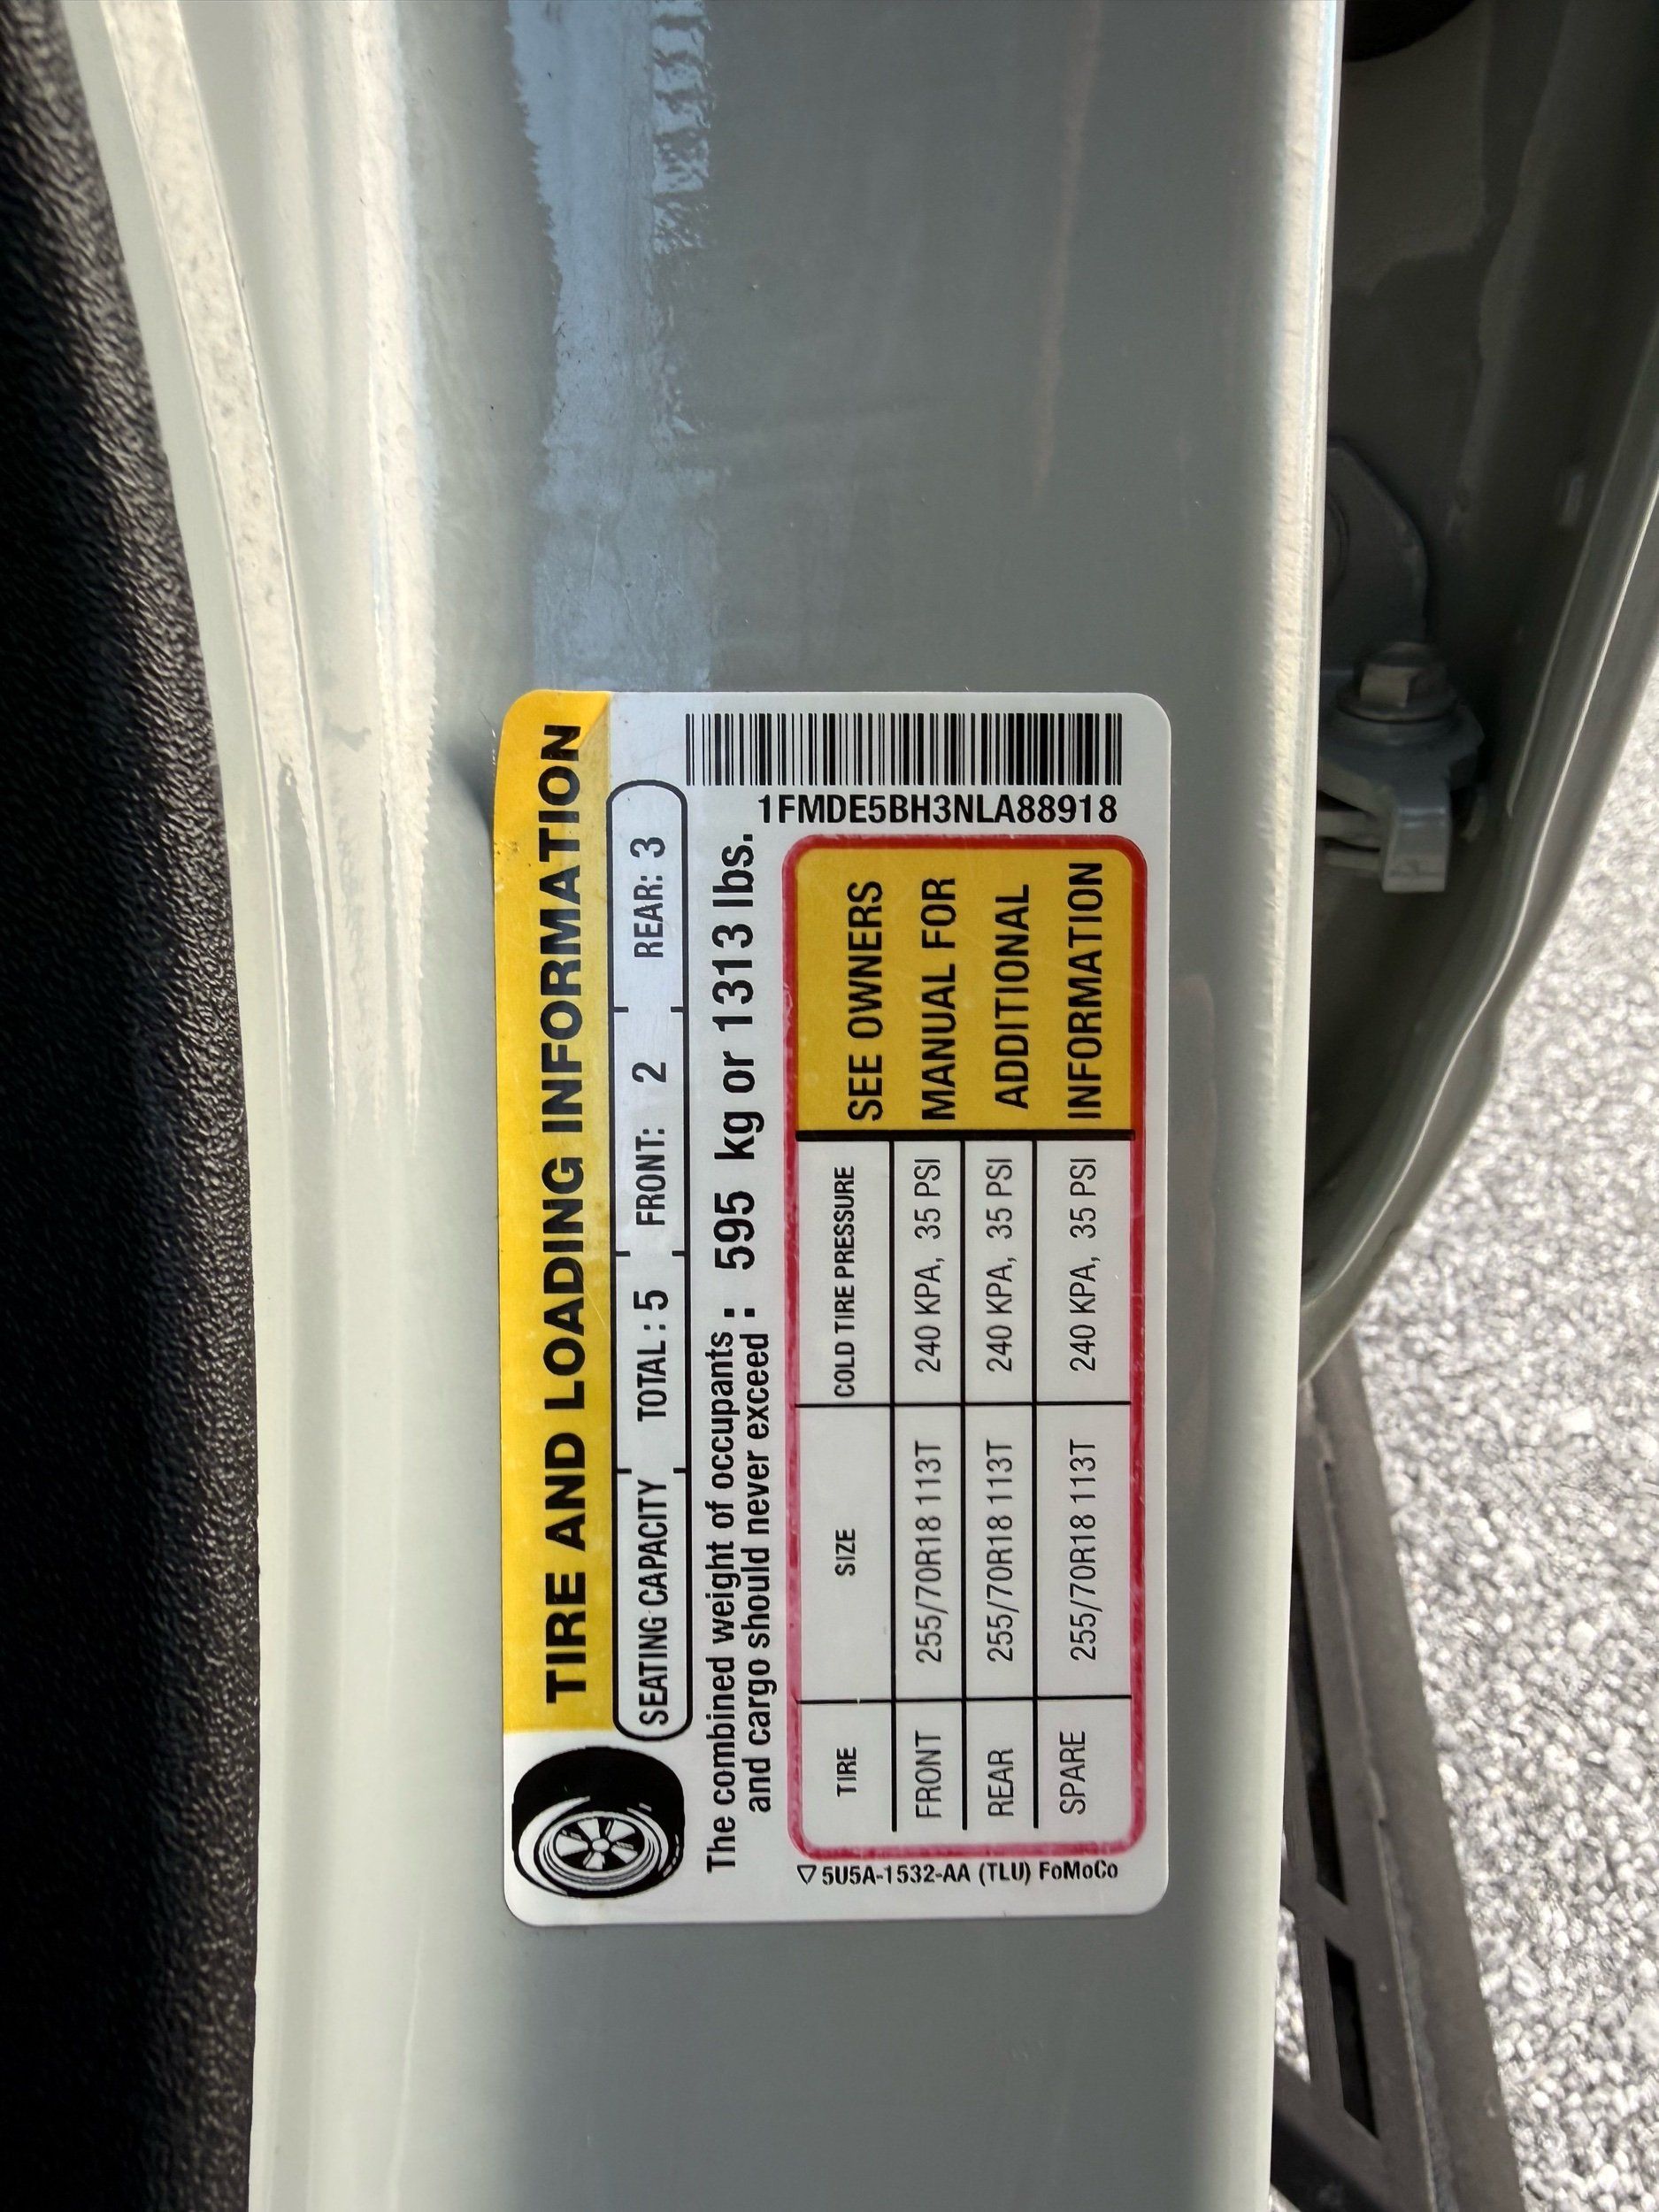 TIRE AND LOADING INFORMATION
SEATING CAPACITY TOTAL : 5 FRONT: 2 REAR: 3
The combined weight of occupants : 595 kg or 1313 lbs.
and cargo should never exceed :
1FMDE5BH3NLA88918
TIRE SIZE COLD TIRE PRESSURE
FRONT 255/70R18 113T 240 KPA, 35 PSI
REAR 255/70R18 113T 240 KPA, 35 PSI
SPARE 255/70R18 113T 240 KPA, 35 PSI
SEE OWNERS
MANUAL FOR
ADDITIONAL
INFORMATION
5U5A-1532-AA (TLU) FoMoCo